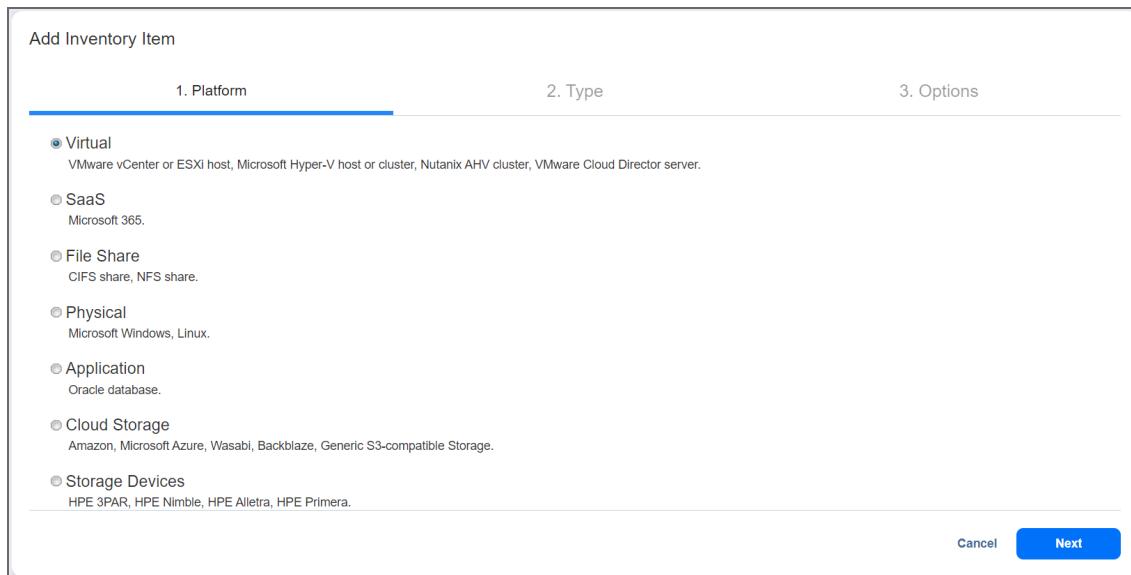 Add Inventory Item
1. Platform
2. Type
3. Options
Virtual
VMware vCenter or ESXi host, Microsoft Hyper-V host or cluster, Nutanix AHV cluster, VMware Cloud Director server.
SaaS
Microsoft 365.
File Share
CIFS share, NFS share.
Physical
Microsoft Windows, Linux.
Application
Oracle database.
Cloud Storage
Amazon, Microsoft Azure, Wasabi, Backblaze, Generic S3-compatible Storage.
Storage Devices
HPE 3PAR, HPE Nimble, HPE Alletra, HPE Primera.
Cancel
Next